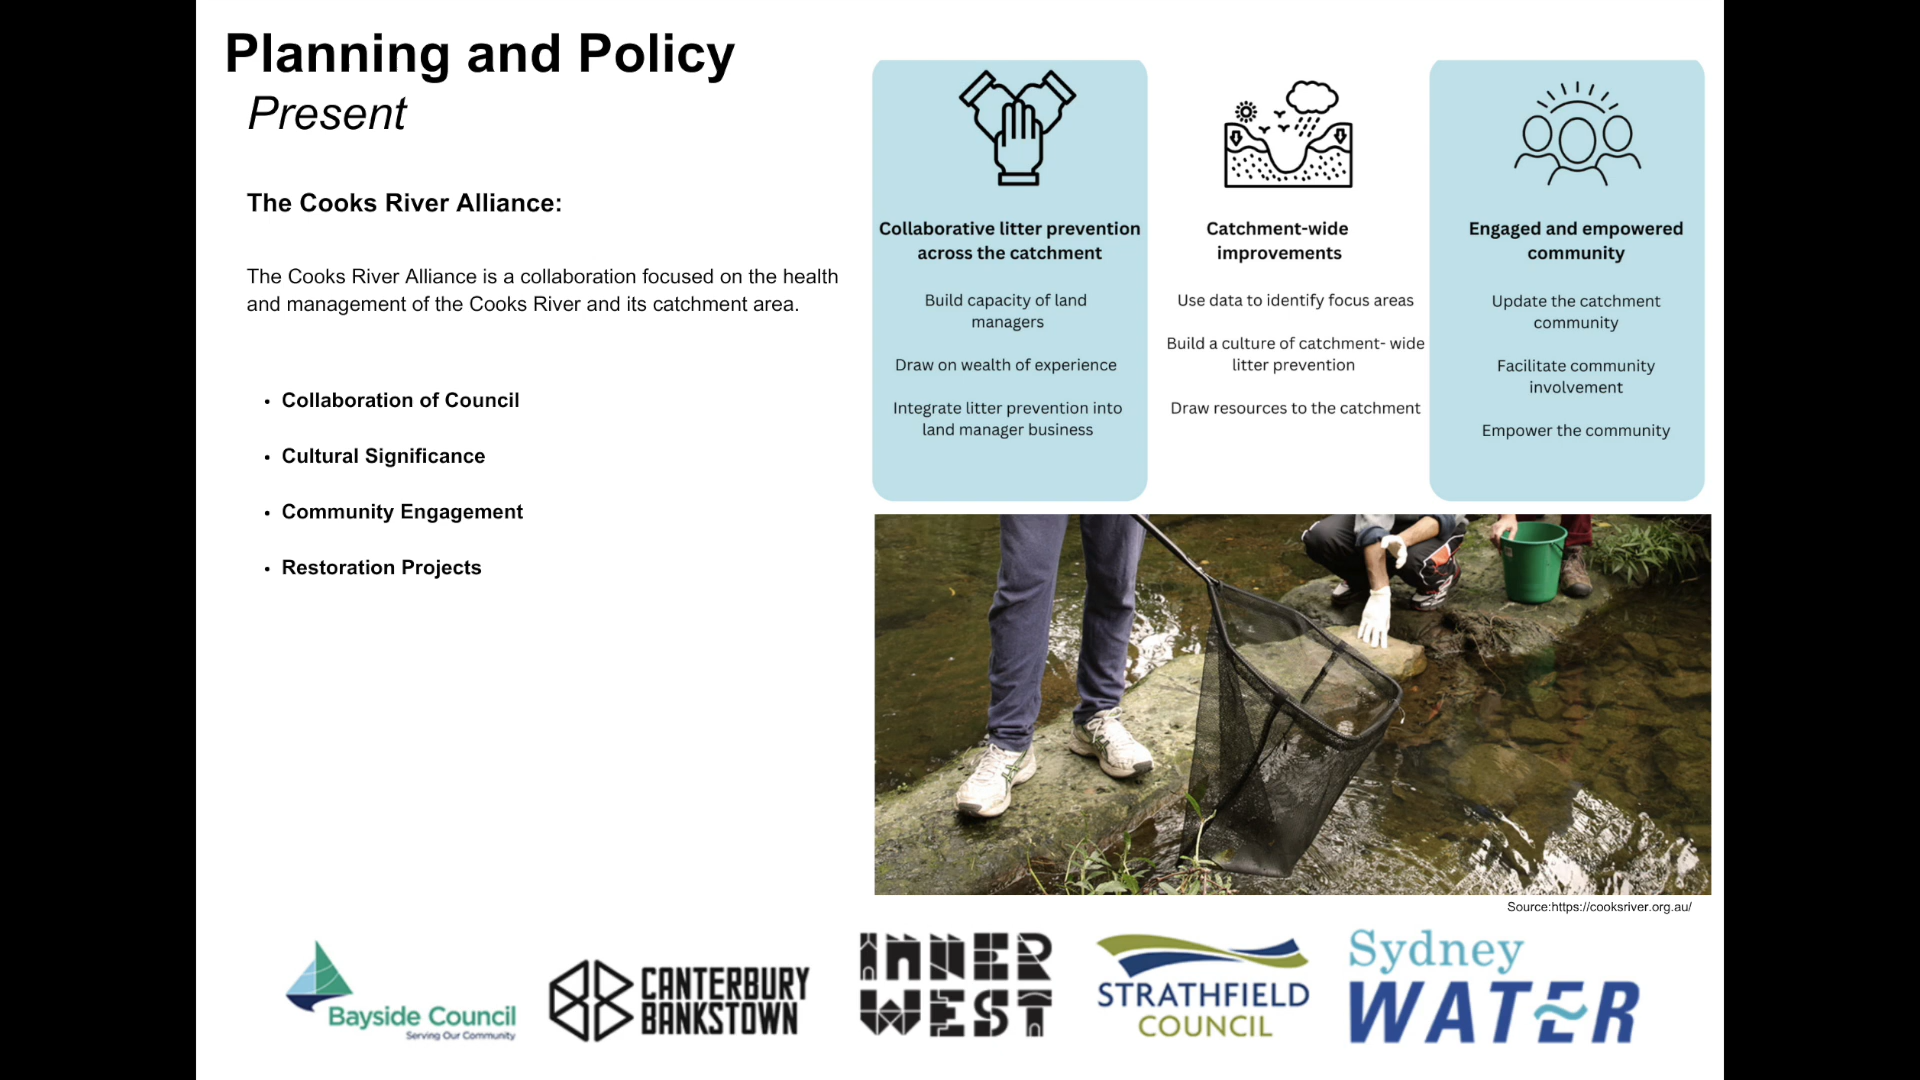 Planning and Policy
Present
The Cooks River Alliance:
The Cooks River Alliance is a collaboration focused on the health
and management of the Cooks River and its catchment area.
• Collaboration of Council
• Cultural Significance
• Community Engagement
• Restoration Projects
Collaborative litter prevention
across the catchment
Build capacity of land
managers
Draw on wealth of experience
Integrate litter prevention into
land manager business
Catchment-wide
improvements
Use data to identify focus areas
Build a culture of catchment- wide
litter prevention
Draw resources to the catchment
Engaged and empowered
community
Update the catchment
community
Facilitate community
involvement
Empower the community
Source:https://cooksriver.org.au/
Bayside Council
Serving Our Community
CANTERBURY
BANKSTOWN
INNER
WEST
STRATHFIELD
COUNCIL
Sydney
WATER